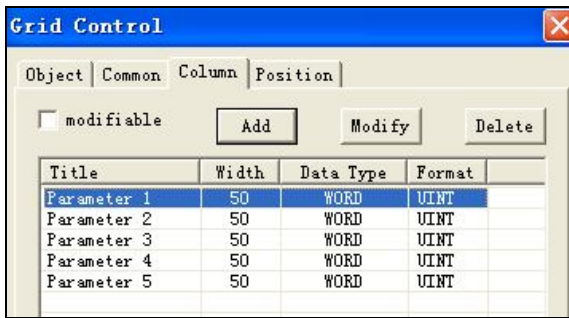 Grid Control
Object Common Column Position
modifiable Add Modify Delete
Title Width Data Type Format
Parameter 1 50 WORD UINT
Parameter 2 50 WORD UINT
Parameter 3 50 WORD UINT
Parameter 4 50 WORD UINT
Parameter 5 50 WORD UINT